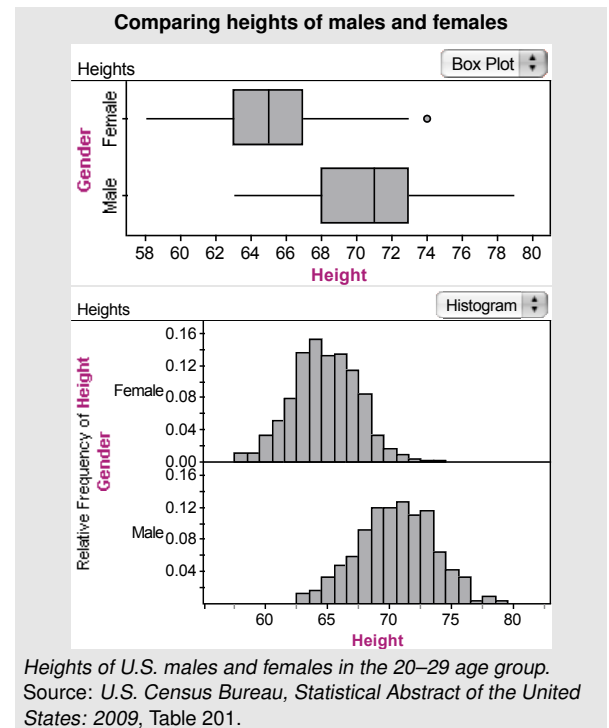 Comparing heights of males and females
Heights
Box Plot
Gender
Female
Male
58 60 62 64 66 68 70 72 74 76 78 80
Height
Heights
Histogram
Relative Frequency of Height
Gender
0.16
0.12
Female 0.08
0.04
0.00
0.16
0.12
Male 0.08
0.04
60 65 70 75 80
Height
Heights of U.S. males and females in the 20–29 age group.
Source: U.S. Census Bureau, Statistical Abstract of the United
States: 2009, Table 201.